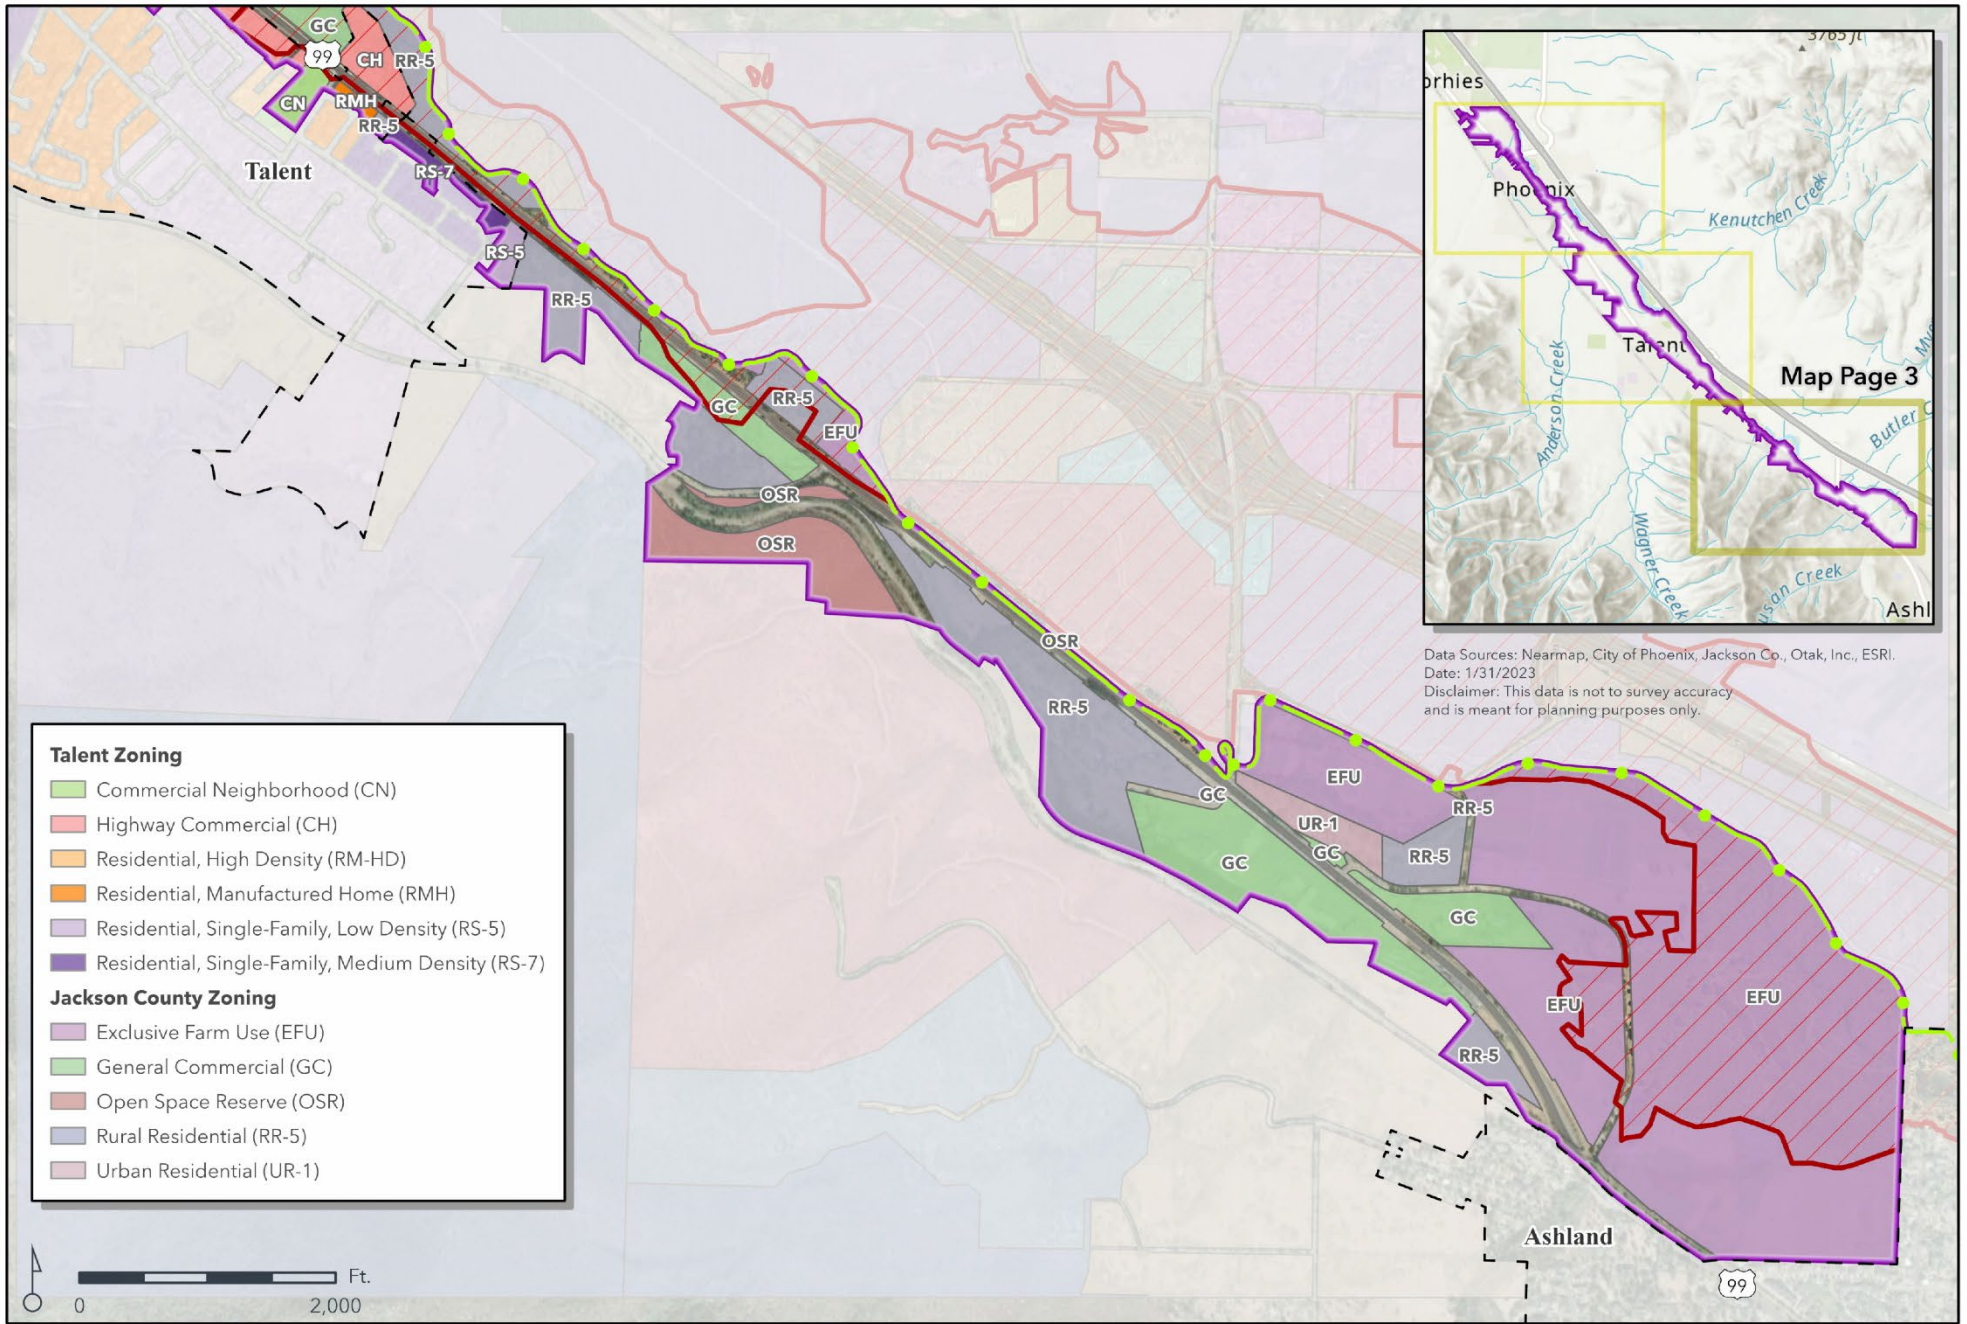 GC
99
CH
RR-5
CN
RMH
RR-5
Talent
RS-7
RS-5
RR-5
GC
RR-5
EFU
OSR
OSR
OSR
RR-5
GC
EFU
RR-5
UR-1
GC
RR-5
GC
GC
EFU
EFU
RR-5
Ashland
99
3765 ft
orhies
Phoenix
Kenutchen Creek
Talent
Map Page 3
Anderson Creek
Butler C
Wagner Creek
usan Creek
Ashl
Data Sources: Nearmap, City of Phoenix, Jackson Co., Otak, Inc., ESRI.
Date: 1/31/2023
Disclaimer: This data is not to survey accuracy
and is meant for planning purposes only.
Talent Zoning
Commercial Neighborhood (CN)
Highway Commercial (CH)
Residential, High Density (RM-HD)
Residential, Manufactured Home (RMH)
Residential, Single-Family, Low Density (RS-5)
Residential, Single-Family, Medium Density (RS-7)
Jackson County Zoning
Exclusive Farm Use (EFU)
General Commercial (GC)
Open Space Reserve (OSR)
Rural Residential (RR-5)
Urban Residential (UR-1)
Ft.
0 2,000